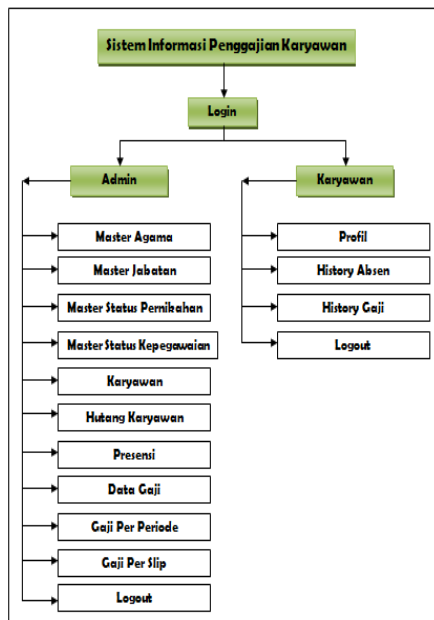 Sistem Informasi Penggajian Karyawan
Login
Admin
Master Agama
Master Jabatan
Master Status Pernikahan
Master Status Kepegawaian
Karyawan
Hutang Karyawan
Presensi
Data Gaji
Gaji Per Periode
Gaji Per Slip
Logout
Karyawan
Profil
History Absen
History Gaji
Logout